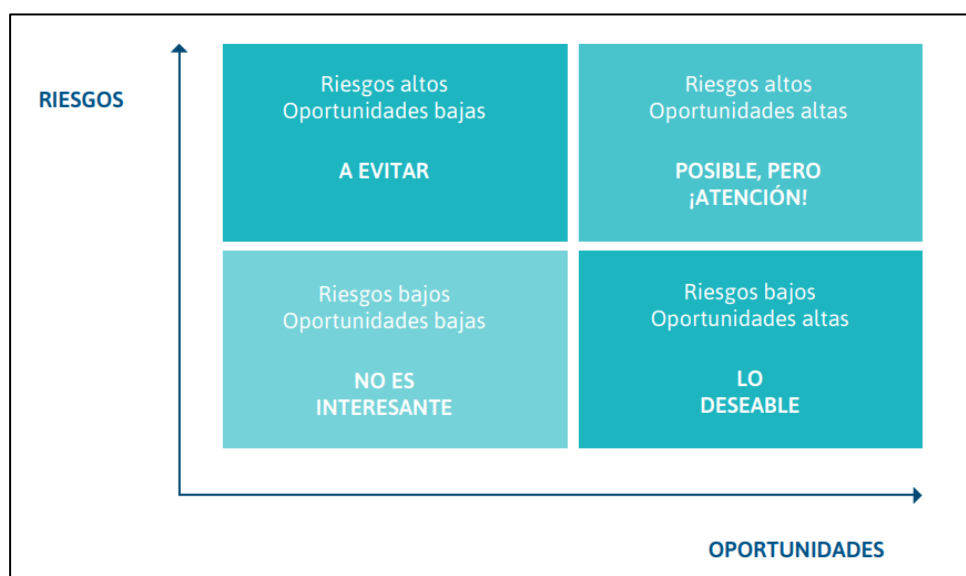 RIESGOS
Riesgos altos
Oportunidades bajas
A EVITAR
Riesgos altos
Oportunidades altas
POSIBLE, PERO
¡ATENCIÓN!
Riesgos bajos
Oportunidades bajas
NO ES
INTERESANTE
Riesgos bajos
Oportunidades altas
LO
DESEABLE
OPORTUNIDADES